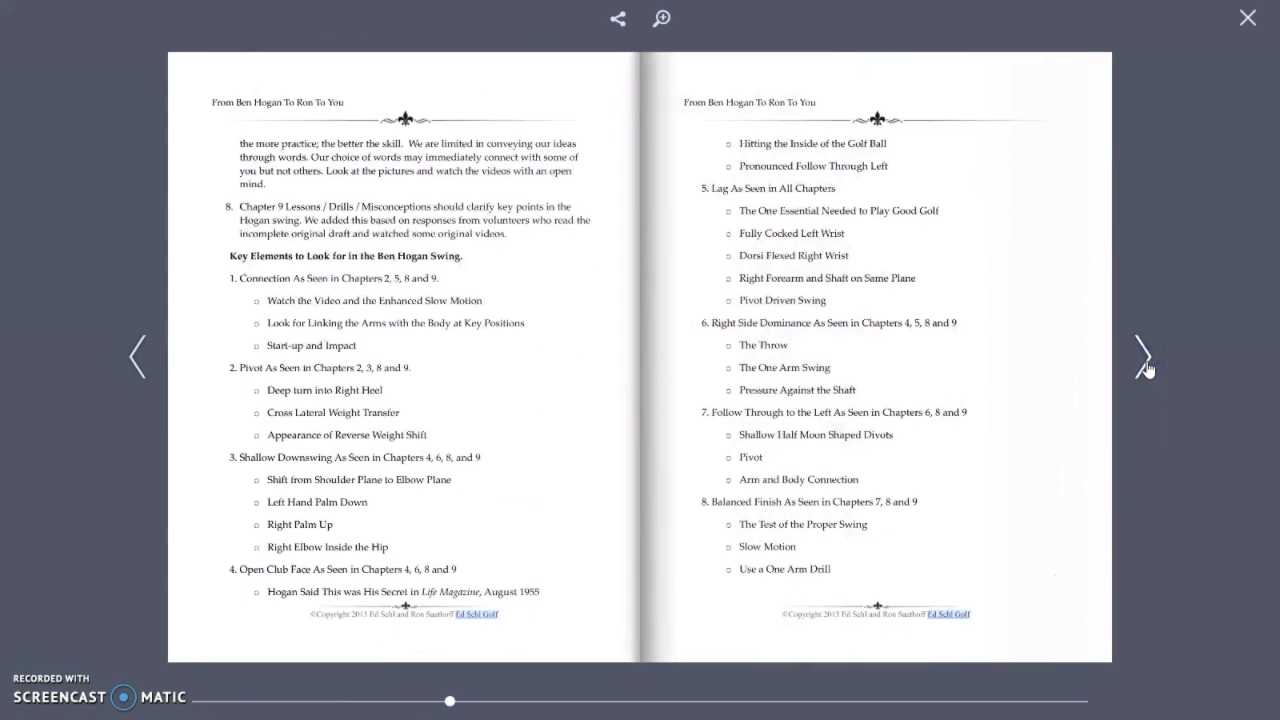 From Ben Hogan To Ron To You
the more practice; the better the skill. We are limited in conveying our ideas
through words. Our choice of words may immediately connect with some of
you but not others. Look at the pictures and watch the videos with an open
mind.
8. Chapter 9 Lessons / Drills / Misconceptions should clarify key points in the
Hogan swing. We added this based on responses from volunteers who read the
incomplete original draft and watched some original videos.
Key Elements to Look for in the Ben Hogan Swing.
1. Connection As Seen in Chapters 2, 5, 8 and 9.
o Watch the Video and the Enhanced Slow Motion
o Look for Linking the Arms with the Body at Key Positions
o Start-up and Impact
2. Pivot As Seen in Chapters 2, 3, 8 and 9.
o Deep turn into Right Heel
o Cross Lateral Weight Transfer
o Appearance of Reverse Weight Shift
3. Shallow Downswing As Seen in Chapters 4, 6, 8, and 9
o Shift from Shoulder Plane to Elbow Plane
o Left Hand Palm Down
o Right Palm Up
o Right Elbow Inside the Hip
4. Open Club Face As Seen in Chapters 4, 6, 8 and 9
o Hogan Said This was His Secret in Life Magazine, August 1955
©Copyright 2013 Ed Sehl and Ron Saathoff Ed Sehl Golf
From Ben Hogan To Ron To You
o Hitting the Inside of the Golf Ball
o Pronounced Follow Through Left
5. Lag As Seen in All Chapters
o The One Essential Needed to Play Good Golf
o Fully Cocked Left Wrist
o Dorsi Flexed Right Wrist
o Right Forearm and Shaft on Same Plane
o Pivot Driven Swing
6. Right Side Dominance As Seen in Chapters 4, 5, 8 and 9
o The Throw
o The One Arm Swing
o Pressure Against the Shaft
7. Follow Through to the Left As Seen in Chapters 6, 8 and 9
o Shallow Half Moon Shaped Divots
o Pivot
o Arm and Body Connection
8. Balanced Finish As Seen in Chapters 7, 8 and 9
o The Test of the Proper Swing
o Slow Motion
o Use a One Arm Drill
©Copyright 2013 Ed Sehl and Ron Saathoff Ed Sehl Golf
RECORDED WITH
SCREENCAST MATIC